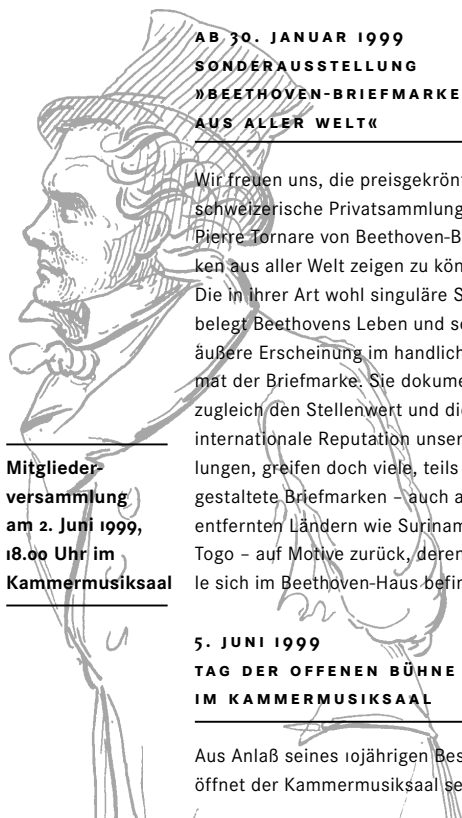 AB 30. JANUAR 1999
SONDERAUSSTELLUNG
»BEETHOVEN-BRIEFMARKE
AUS ALLER WELT«
Wir freuen uns, die preisgekrön
schweizerische Privatsammlung
Pierre Tornare von Beethoven-B
ken aus aller Welt zeigen zu kön
Die in ihrer Art wohl singuläre S
belegt Beethovens Leben und se
äußere Erscheinung im handlich
mat der Briefmarke. Sie dokume
zugleich den Stellenwert und die
internationale Reputation unser
lungen, greifen doch viele, teils
gestaltete Briefmarken – auch a
entfernten Ländern wie Surinam
Togo – auf Motive zurück, deren
le sich im Beethoven-Haus befin
Mitglieder-
versammlung
am 2. Juni 1999,
18.00 Uhr im
Kammermusiksaal
5. JUNI 1999
TAG DER OFFENEN BÜHNE
IM KAMMERMUSIKSAAL
Aus Anlaß seines 10jährigen Bes
öffnet der Kammermusiksaal se